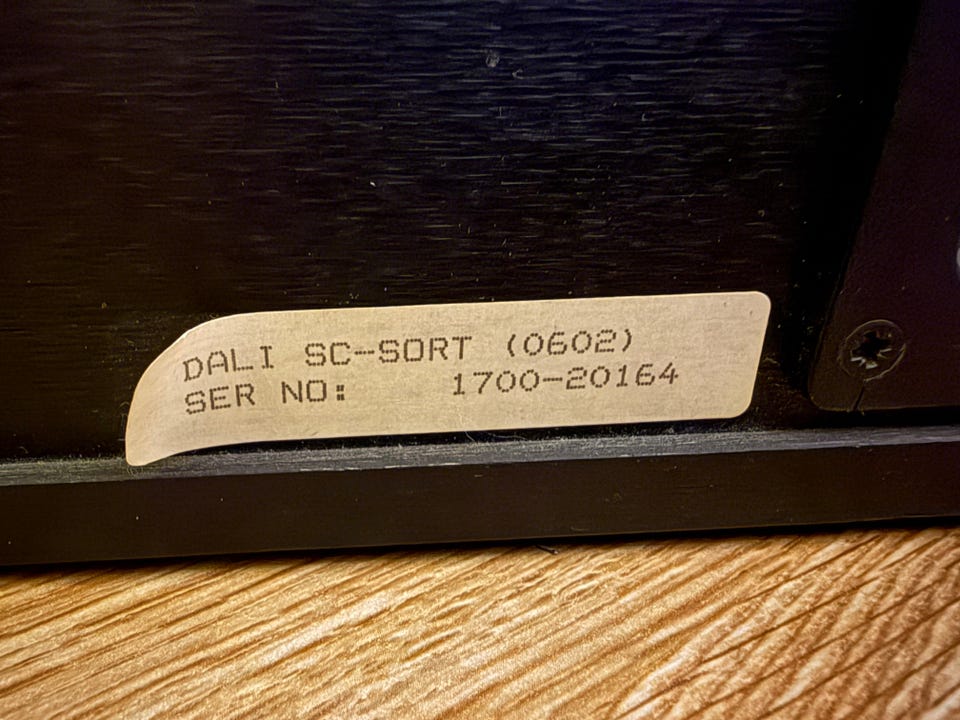 DALI SC-SORT (0602)
SER NO: 1700-20164